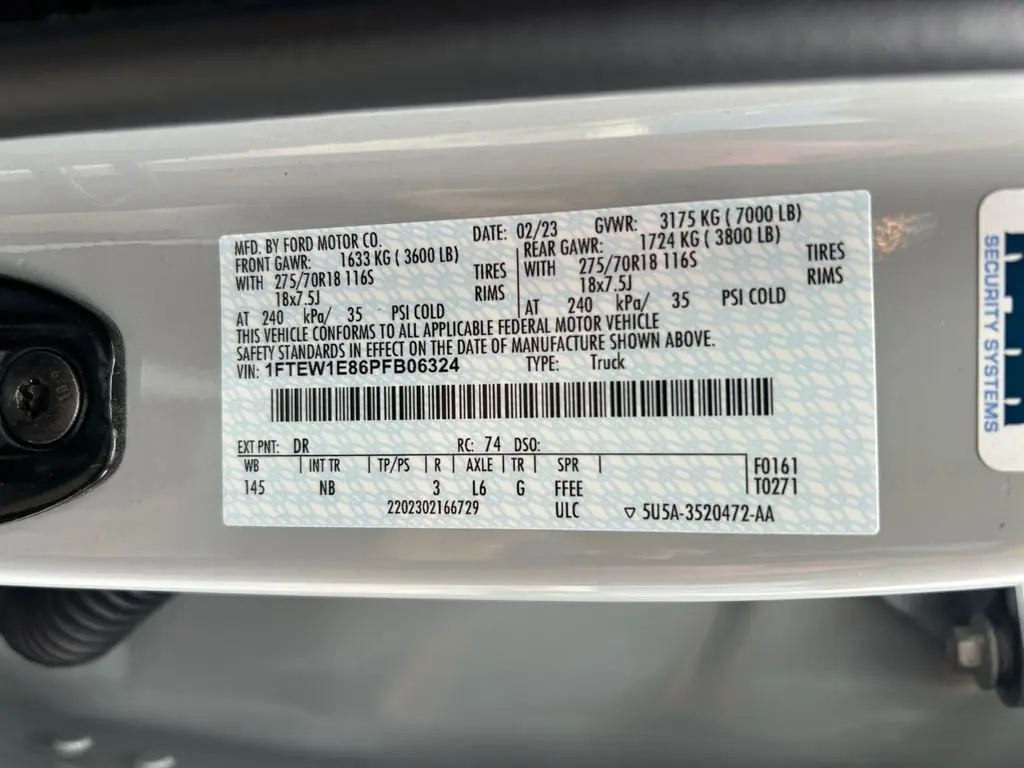 MFD. BY FORD MOTOR CO. DATE: 02/23 GVWR: 3175 KG ( 7000 LB)
FRONT GAWR: 1633 KG ( 3600 LB) REAR GAWR: 1724 KG ( 3800 LB)
WITH 275/70R18 116S TIRES WITH 275/70R18 116S TIRES
18x7.5J RIMS 18x7.5J RIMS
AT 240 kPa/ 35 PSI COLD AT 240 kPa/ 35 PSI COLD
THIS VEHICLE CONFORMS TO ALL APPLICABLE FEDERAL MOTOR VEHICLE
SAFETY STANDARDS IN EFFECT ON THE DATE OF MANUFACTURE SHOWN ABOVE.
VIN: 1FTEW1E86PFB06324 TYPE: Truck
EXT PNT: DR RC: 74 DSO:
WB INT TR TP/PS R AXLE TR SPR F0161
145 NB 3 L6 G FFEE T0271
2202302166729 ULC ▽ 5U5A-3520472-AA
SECURITY SYSTEMS